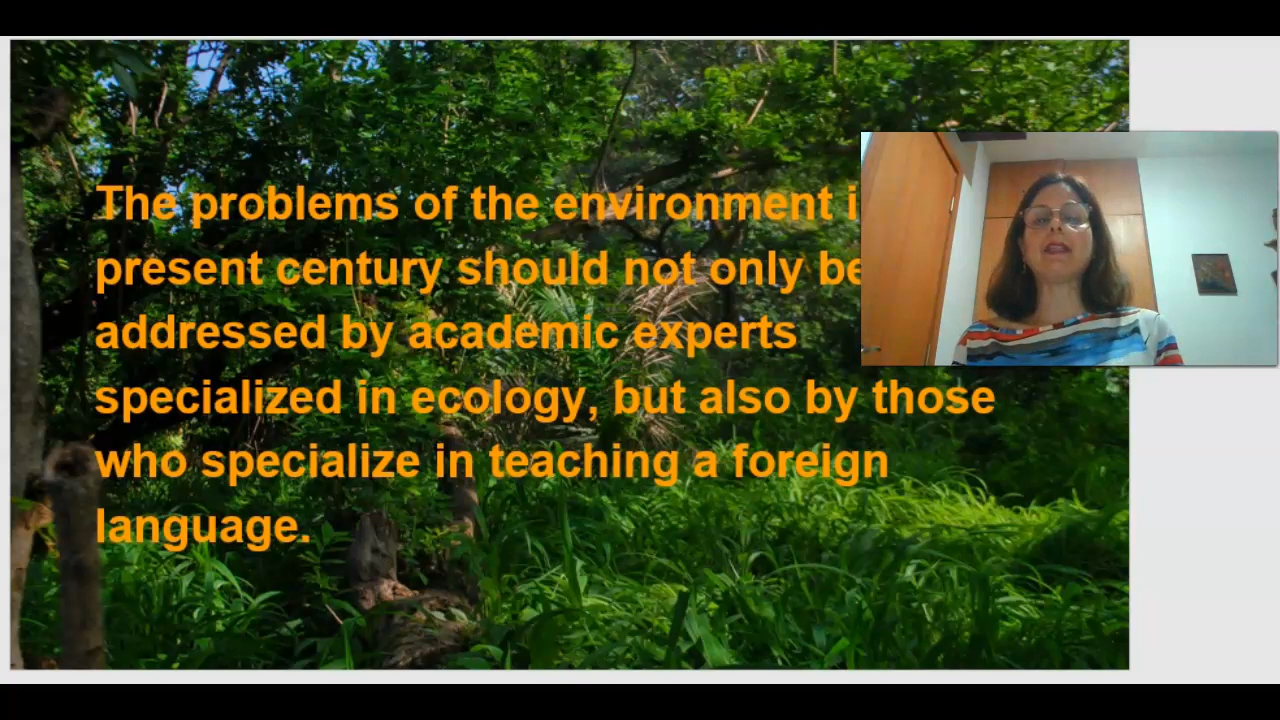 The problems of the environment i
present century should not only be
addressed by academic experts
specialized in ecology, but also by those
who specialize in teaching a foreign
language.